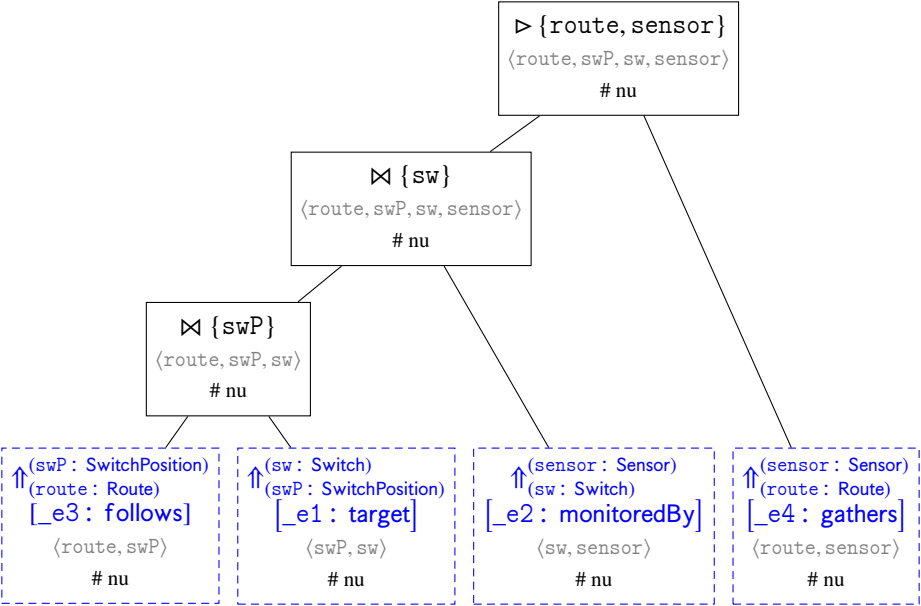 ▷ {route, sensor}
⟨route, swP, sw, sensor⟩
# nu
⋈ {sw}
⟨route, swP, sw, sensor⟩
# nu
⋈ {swP}
⟨route, swP, sw⟩
# nu
⇑(swP: SwitchPosition)
(route: Route)
[_e3: follows]
⟨route, swP⟩
# nu
⇑(sw: Switch)
(swP: SwitchPosition)
[_e1: target]
⟨swP, sw⟩
# nu
⇑(sensor: Sensor)
(sw: Switch)
[_e2: monitoredBy]
⟨sw, sensor⟩
# nu
⇑(sensor: Sensor)
(route: Route)
[_e4: gathers]
⟨route, sensor⟩
# nu